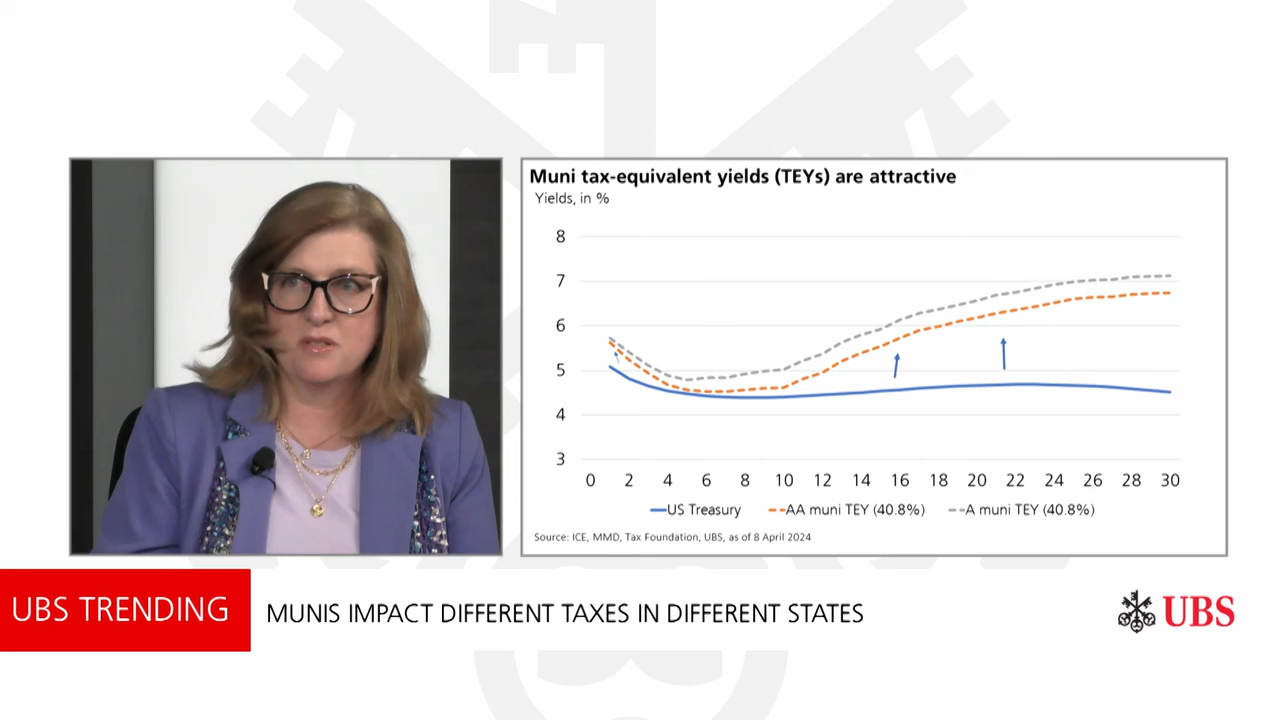 Muni tax-equivalent yields (TEYs) are attractive
Yields, in %
8
7
6
5
4
3
0 2 4 6 8 10 12 14 16 18 20 22 24 26 28 30
US Treasury AA muni TEY (40.8%) A muni TEY (40.8%)
Source: ICE, MMD, Tax Foundation, UBS, as of 8 April 2024
UBS TRENDING
MUNIS IMPACT DIFFERENT TAXES IN DIFFERENT STATES
UBS